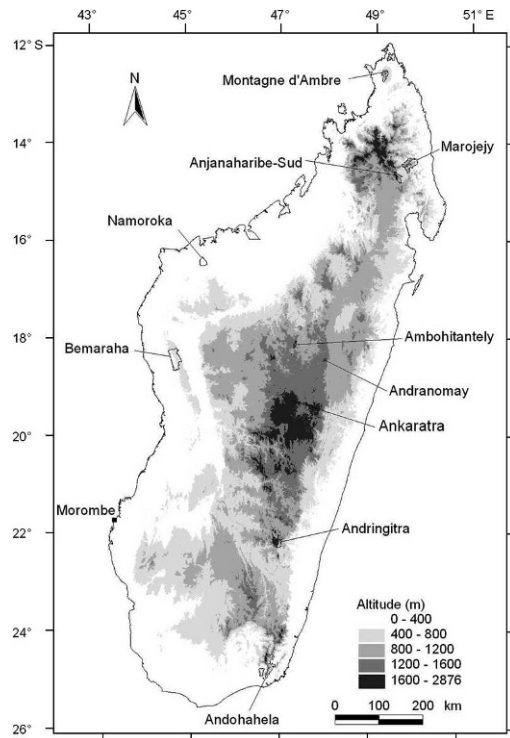 43° 45° 47° 49° 51° E
12° S
Montagne d'Ambre
N
14°
Marojejy
Anjanaharibe-Sud
Namoroka
16°
18°
Ambohitantely
Bemaraha
Andranomay
Ankaratra
20°
Morombe
Andringitra
22°
Altitude (m)
0 - 400
400 - 800
800 - 1200
1200 - 1600
1600 - 2876
24°
0 100 200 km
Andohahela
26°